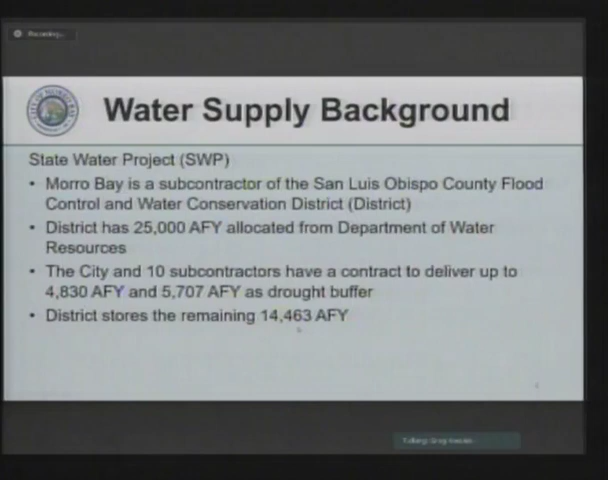 Recording...
Water Supply Background
State Water Project (SWP)
• Morro Bay is a subcontractor of the San Luis Obispo County Flood
Control and Water Conservation District (District)
• District has 25,000 AFY allocated from Department of Water
Resources
• The City and 10 subcontractors have a contract to deliver up to
4,830 AFY and 5,707 AFY as drought buffer
• District stores the remaining 14,463 AFY
Talking: